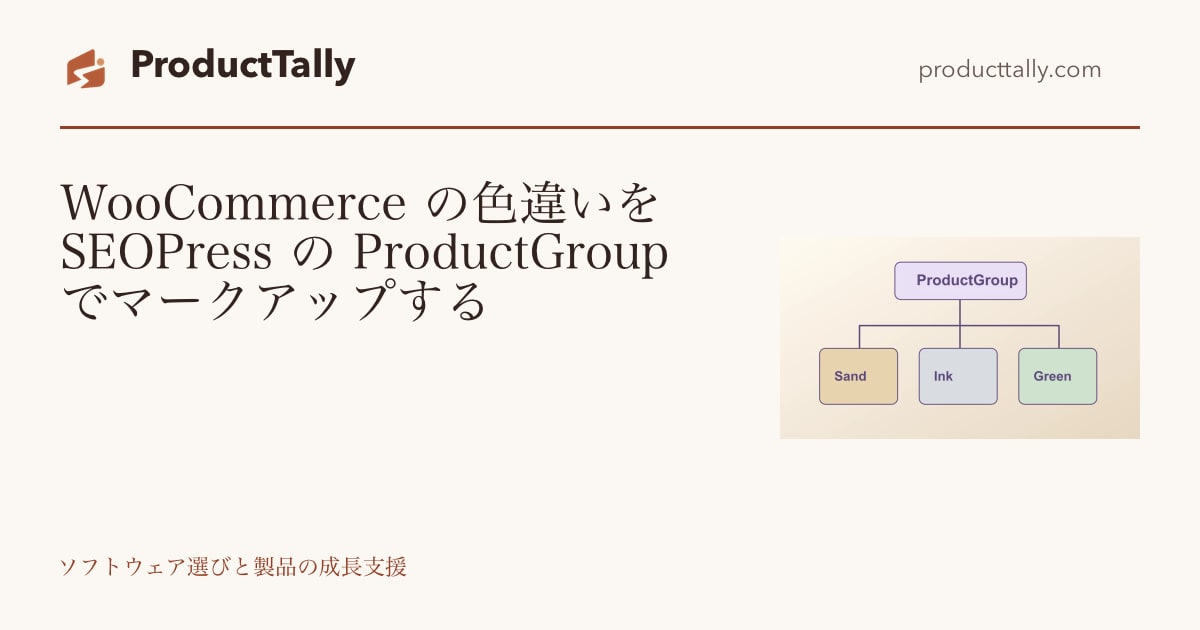 ProductTally
producttally.com
WooCommerce の色違いを
SEOPress の ProductGroup
でマークアップする
ProductGroup
Sand
Ink
Green
ソフトウェア選びと製品の成長支援